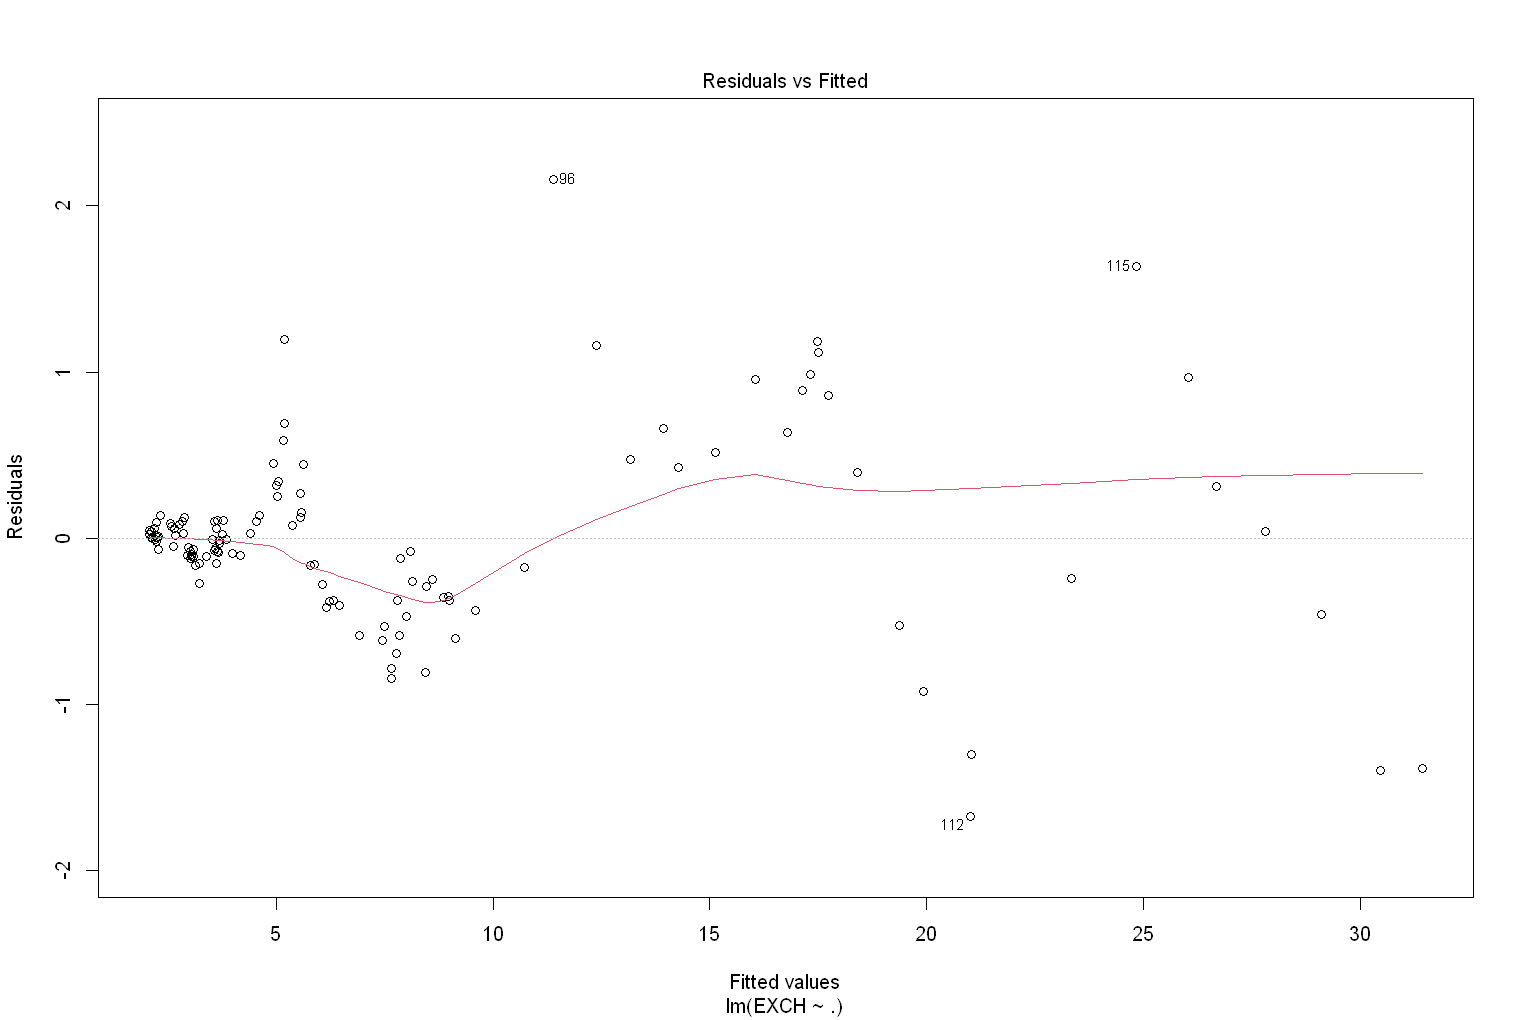 Residuals vs Fitted
Residuals
2
1
0
-1
-2
96
115
112
5 10 15 20 25 30
Fitted values
lm(EXCH ~ .)